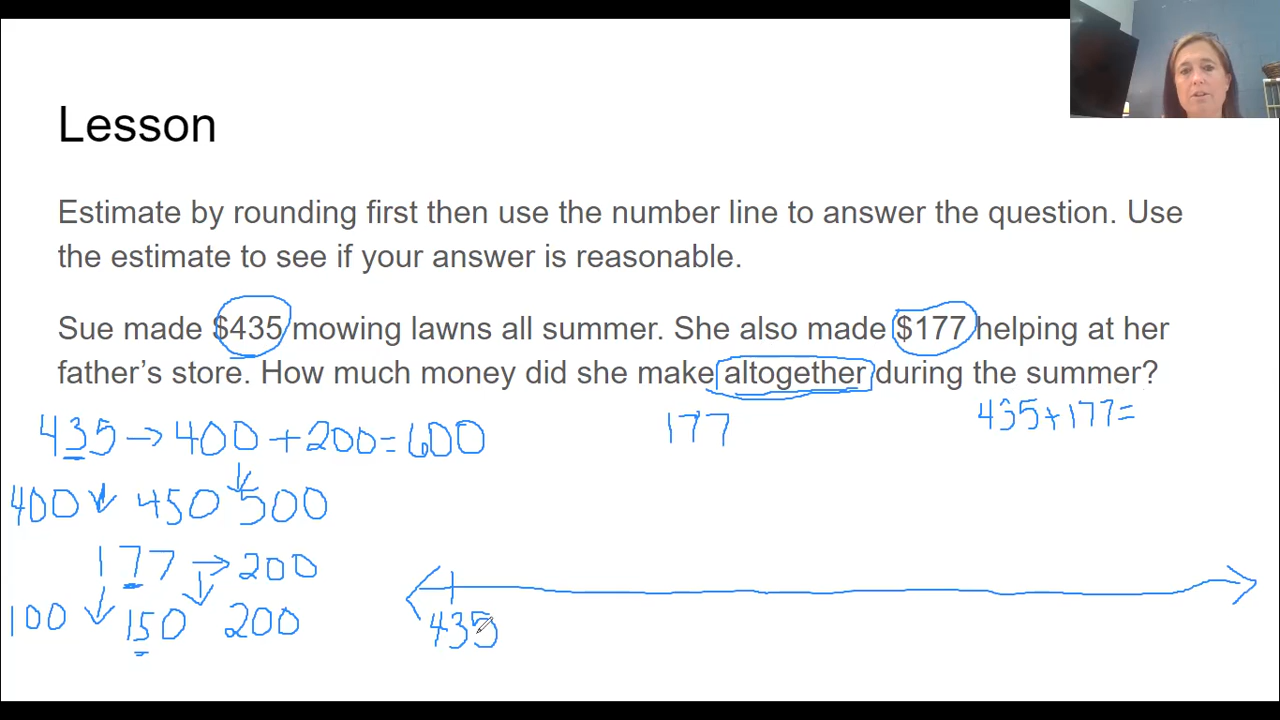 Lesson
Estimate by rounding first then use the number line to answer the question. Use
the estimate to see if your answer is reasonable.
Sue made $435 mowing lawns all summer. She also made $177 helping at her
father's store. How much money did she make altogether during the summer?
435 → 400 + 200 = 600
177
435+177=
400 ↓ 450 ↓ 500
177 → 200
100 ↓ 150 ↓ 200
435